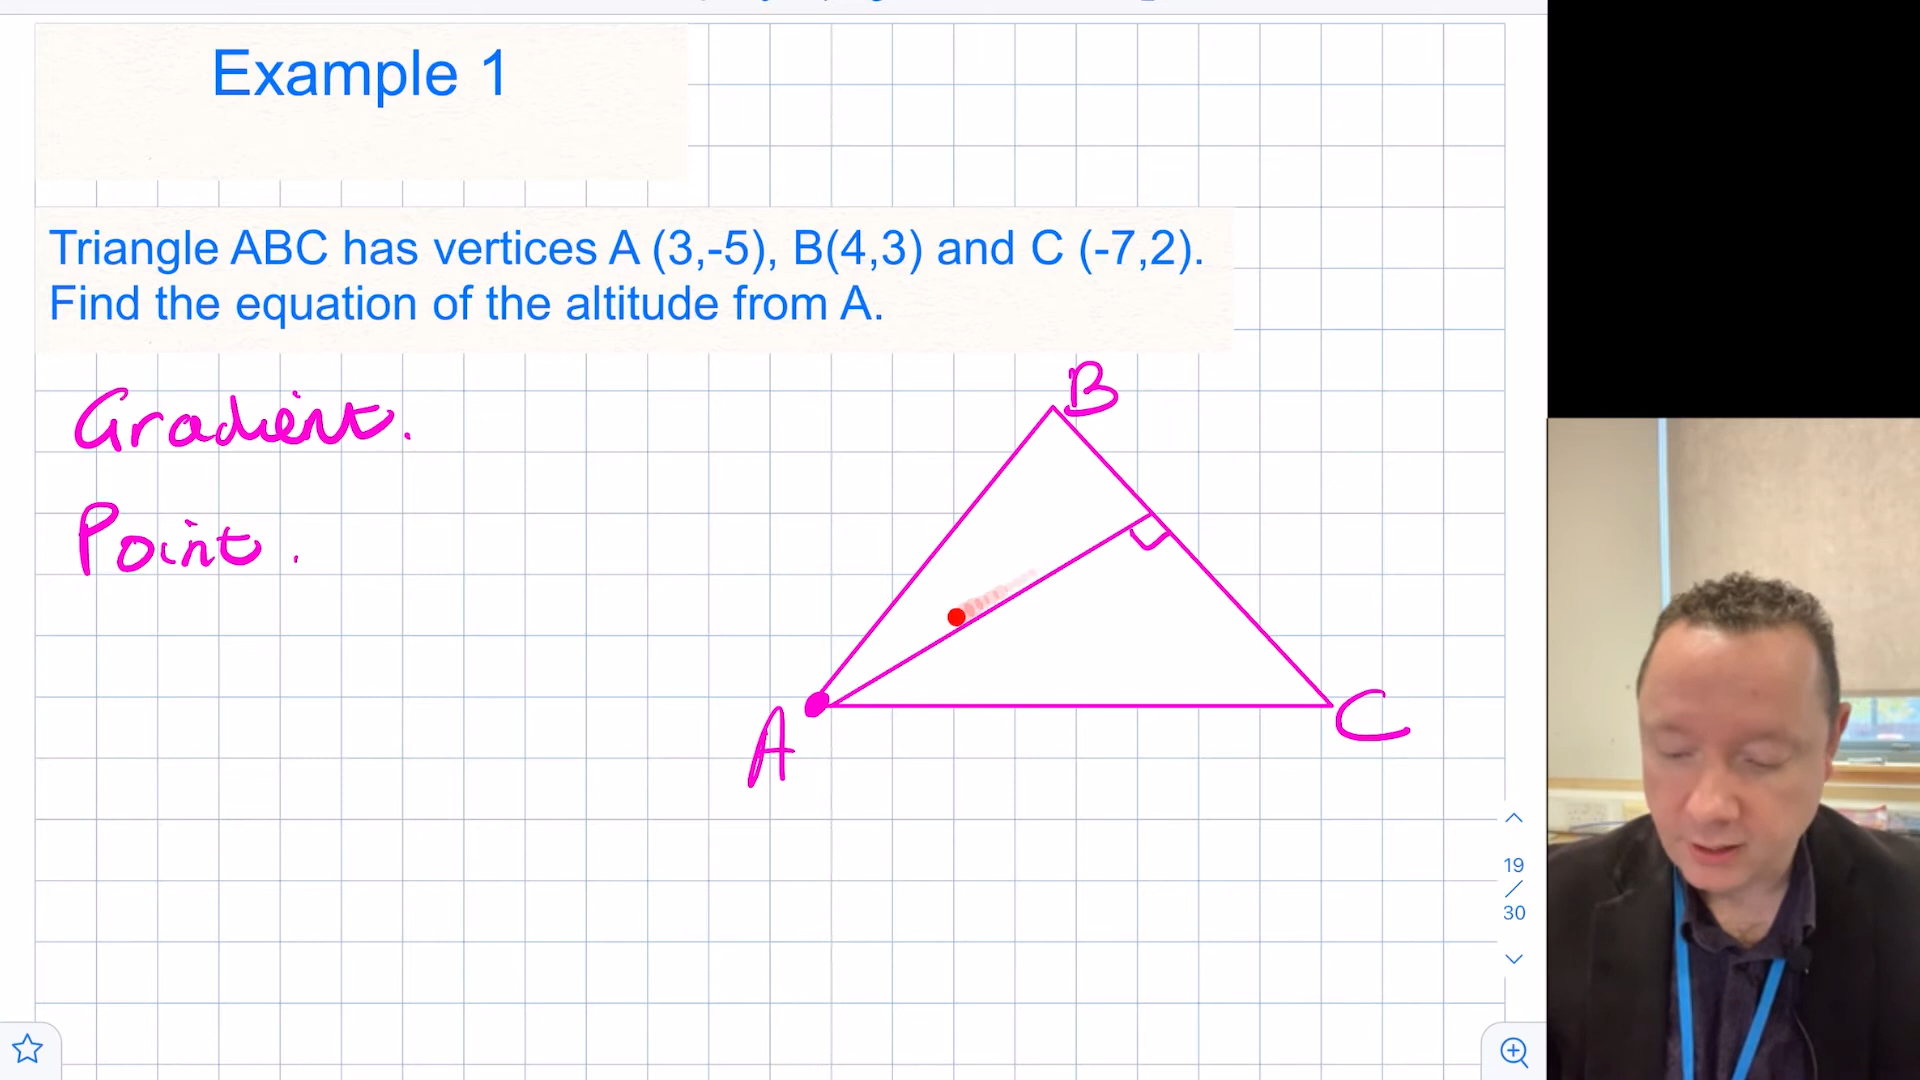 Example 1
Triangle ABC has vertices A (3,-5), B(4,3) and C (-7,2).
Find the equation of the altitude from A.
Gradient.
Point.
B
A
C
19
/
30